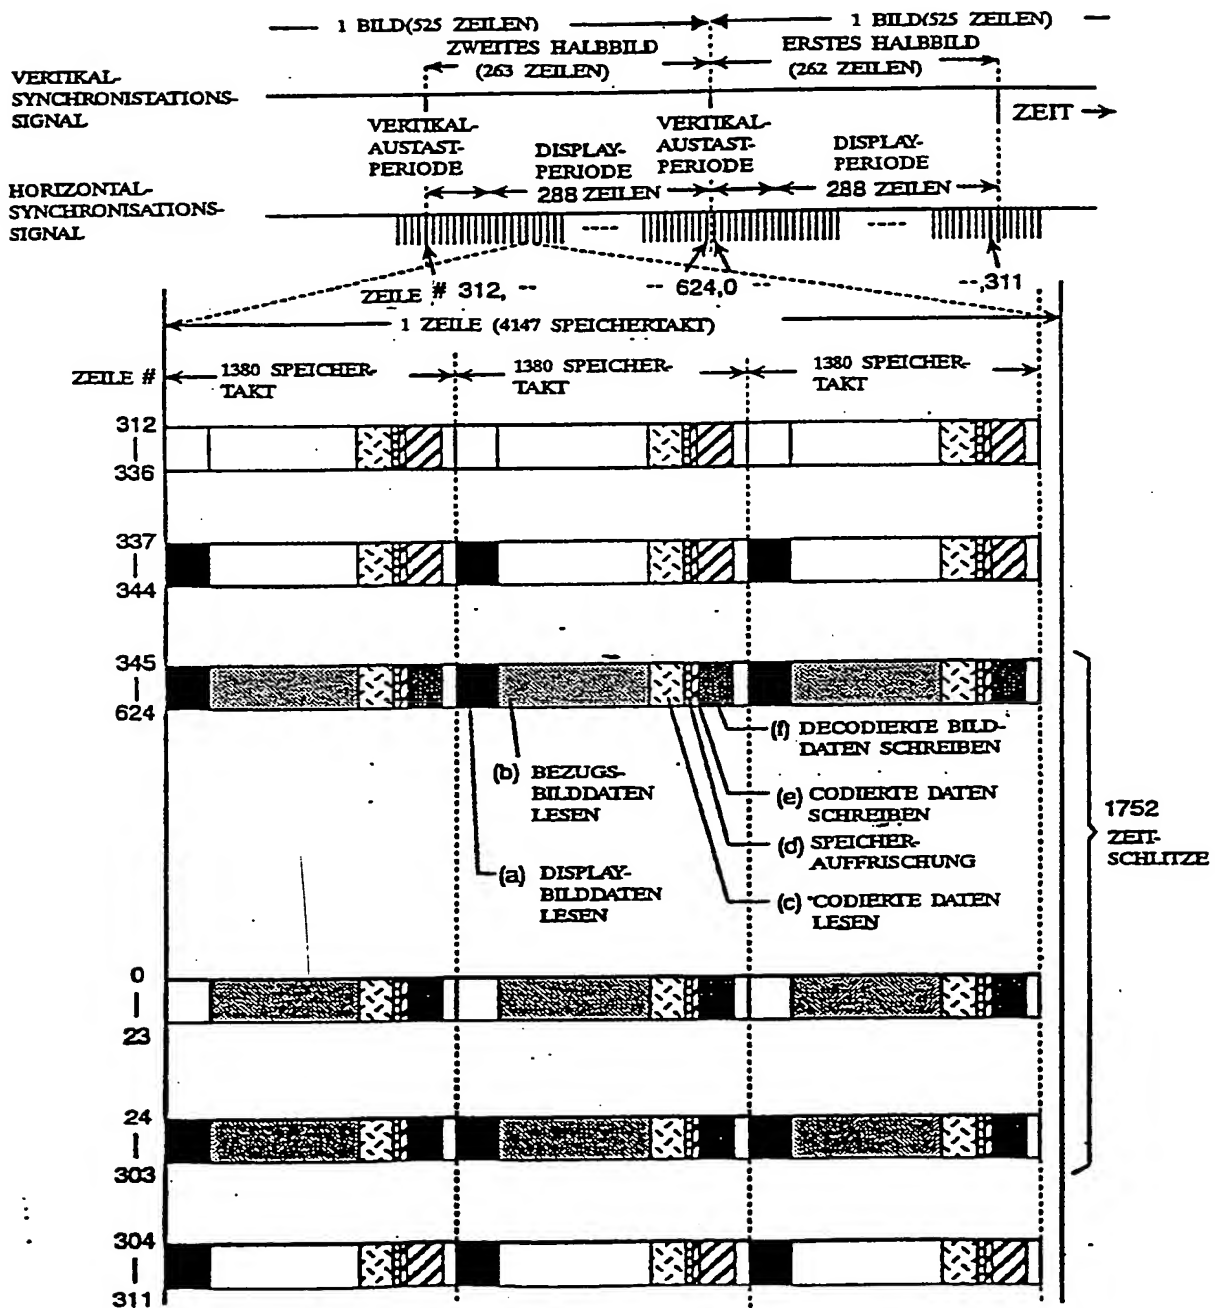 1 BILD(525 ZEILEN)
1 BILD(525 ZEILEN)
ZWEITES HALBBILD
(263 ZEILEN)
ERSTES HALBBILD
(262 ZEILEN)
VERTIKAL-
SYNCHRONISTATIONS-
SIGNAL
ZEIT
VERTIKAL-
AUSTAST-
PERIODE
DISPLAY-
PERIODE
288 ZEILEN
VERTIKAL-
AUSTAST-
PERIODE
DISPLAY-
PERIODE
288 ZEILEN
HORIZONTAL-
SYNCHRONISATIONS-
SIGNAL
ZEILE # 312, --
-- 624,0 --
--,311
1 ZEILE (4147 SPEICHERTAKT)
ZEILE #
1380 SPEICHER-
TAKT
1380 SPEICHER-
TAKT
1380 SPEICHER-
TAKT
312
336
337
344
345
624
(f) DECODIERTE BILD-
DATEN SCHREIBEN
(b) BEZUGS-
BILDDATEN
LESEN
(e) CODIERTE DATEN
SCHREIBEN
(d) SPEICHER-
AUFFRISCHUNG
(a) DISPLAY-
BILDDATEN
LESEN
(c) CODIERTE DATEN
LESEN
1752
ZEIT-
SCHLITZE
0
23
24
303
304
311